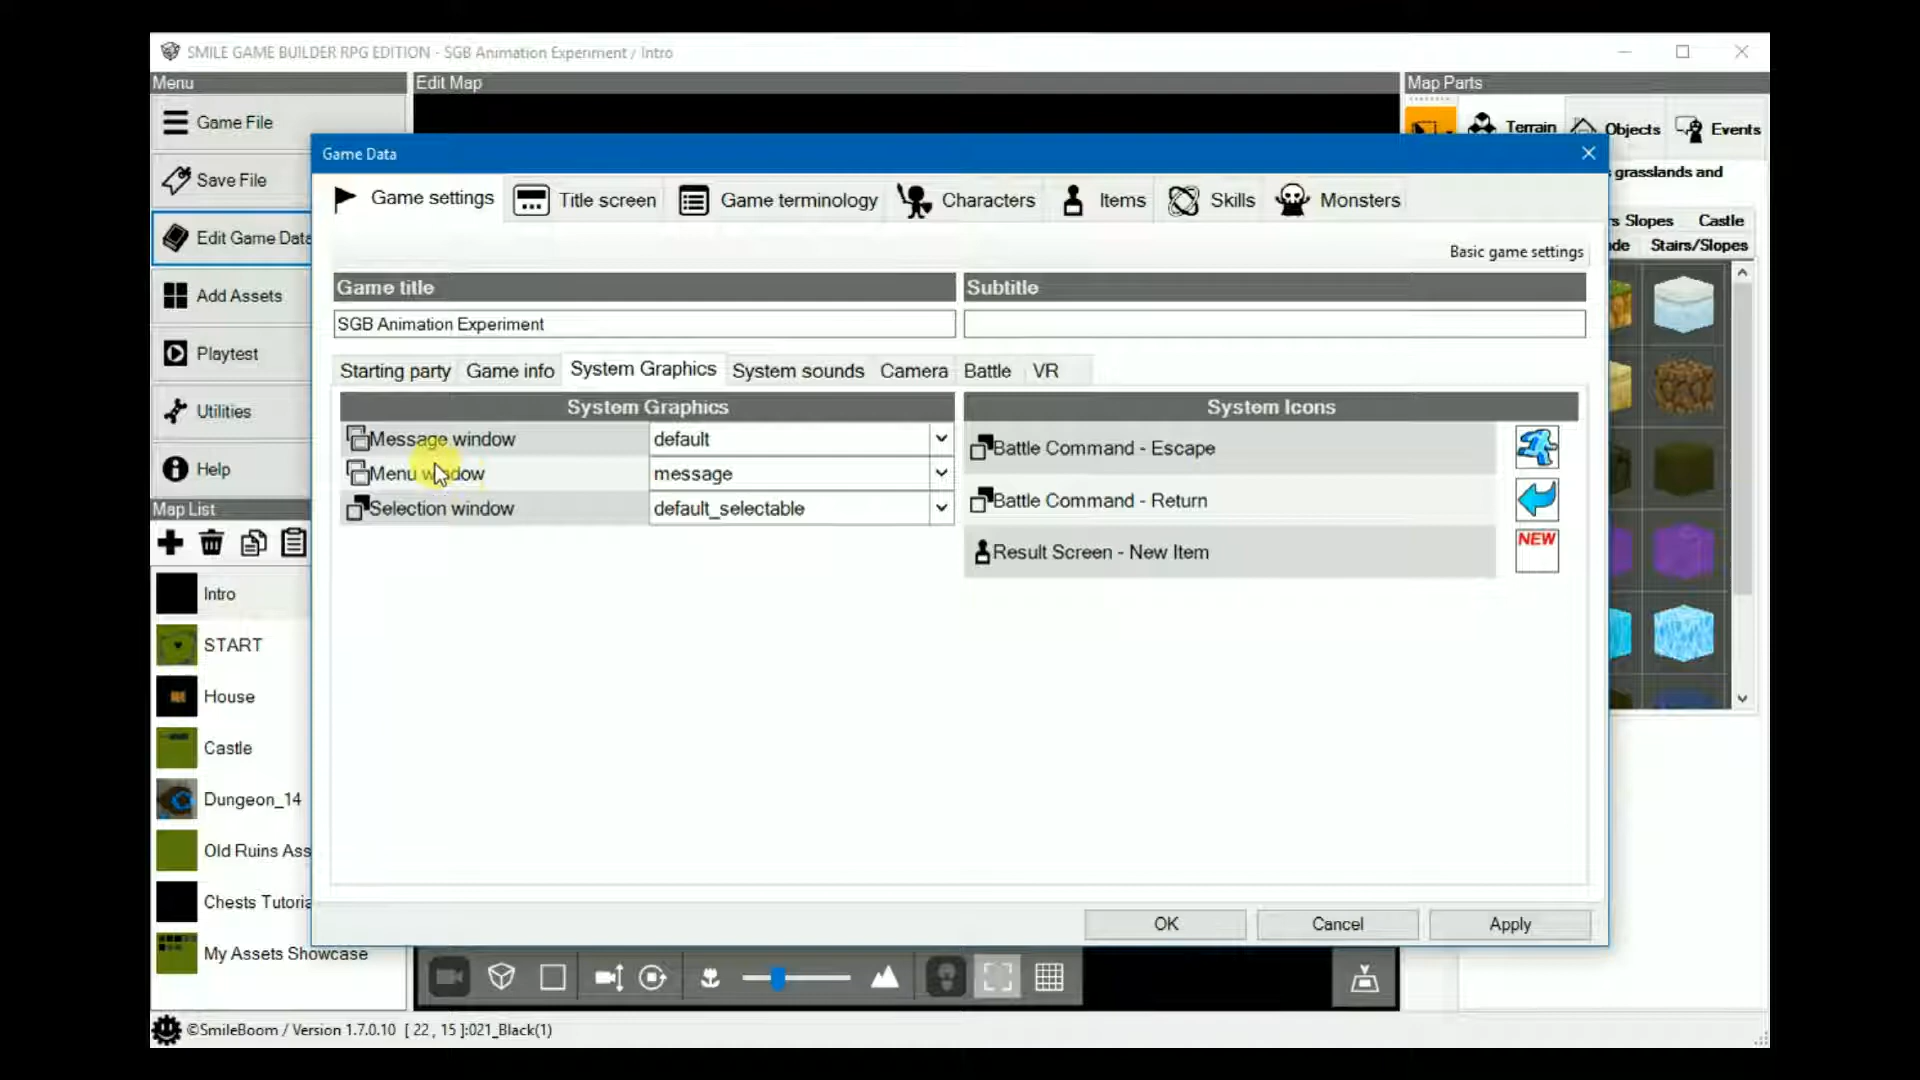 SMILE GAME BUILDER RPG EDITION - SGB Animation Experiment / Intro
Menu
Edit Map
Map Parts
Game File
Save File
Edit Game Data
Add Assets
Playtest
Utilities
Help
Terrain
Objects
Events
grasslands and
Slopes
Castle
Stairs/Slopes
Game Data
Game settings
Title screen
Game terminology
Characters
Items
Skills
Monsters
Basic game settings
Game title
Subtitle
SGB Animation Experiment
Starting party
Game info
System Graphics
System sounds
Camera
Battle
VR
System Graphics
System Icons
Message window
default
Menu window
message
Selection window
default_selectable
Battle Command - Escape
Battle Command - Return
Result Screen - New Item
NEW
OK
Cancel
Apply
Map List
Intro
START
House
Castle
Dungeon_14
Old Ruins Ass
Chests Tutoria
My Assets Showcase
©SmileBoom / Version 1.7.0.10 [ 22 , 15 ]:021_Black(1)